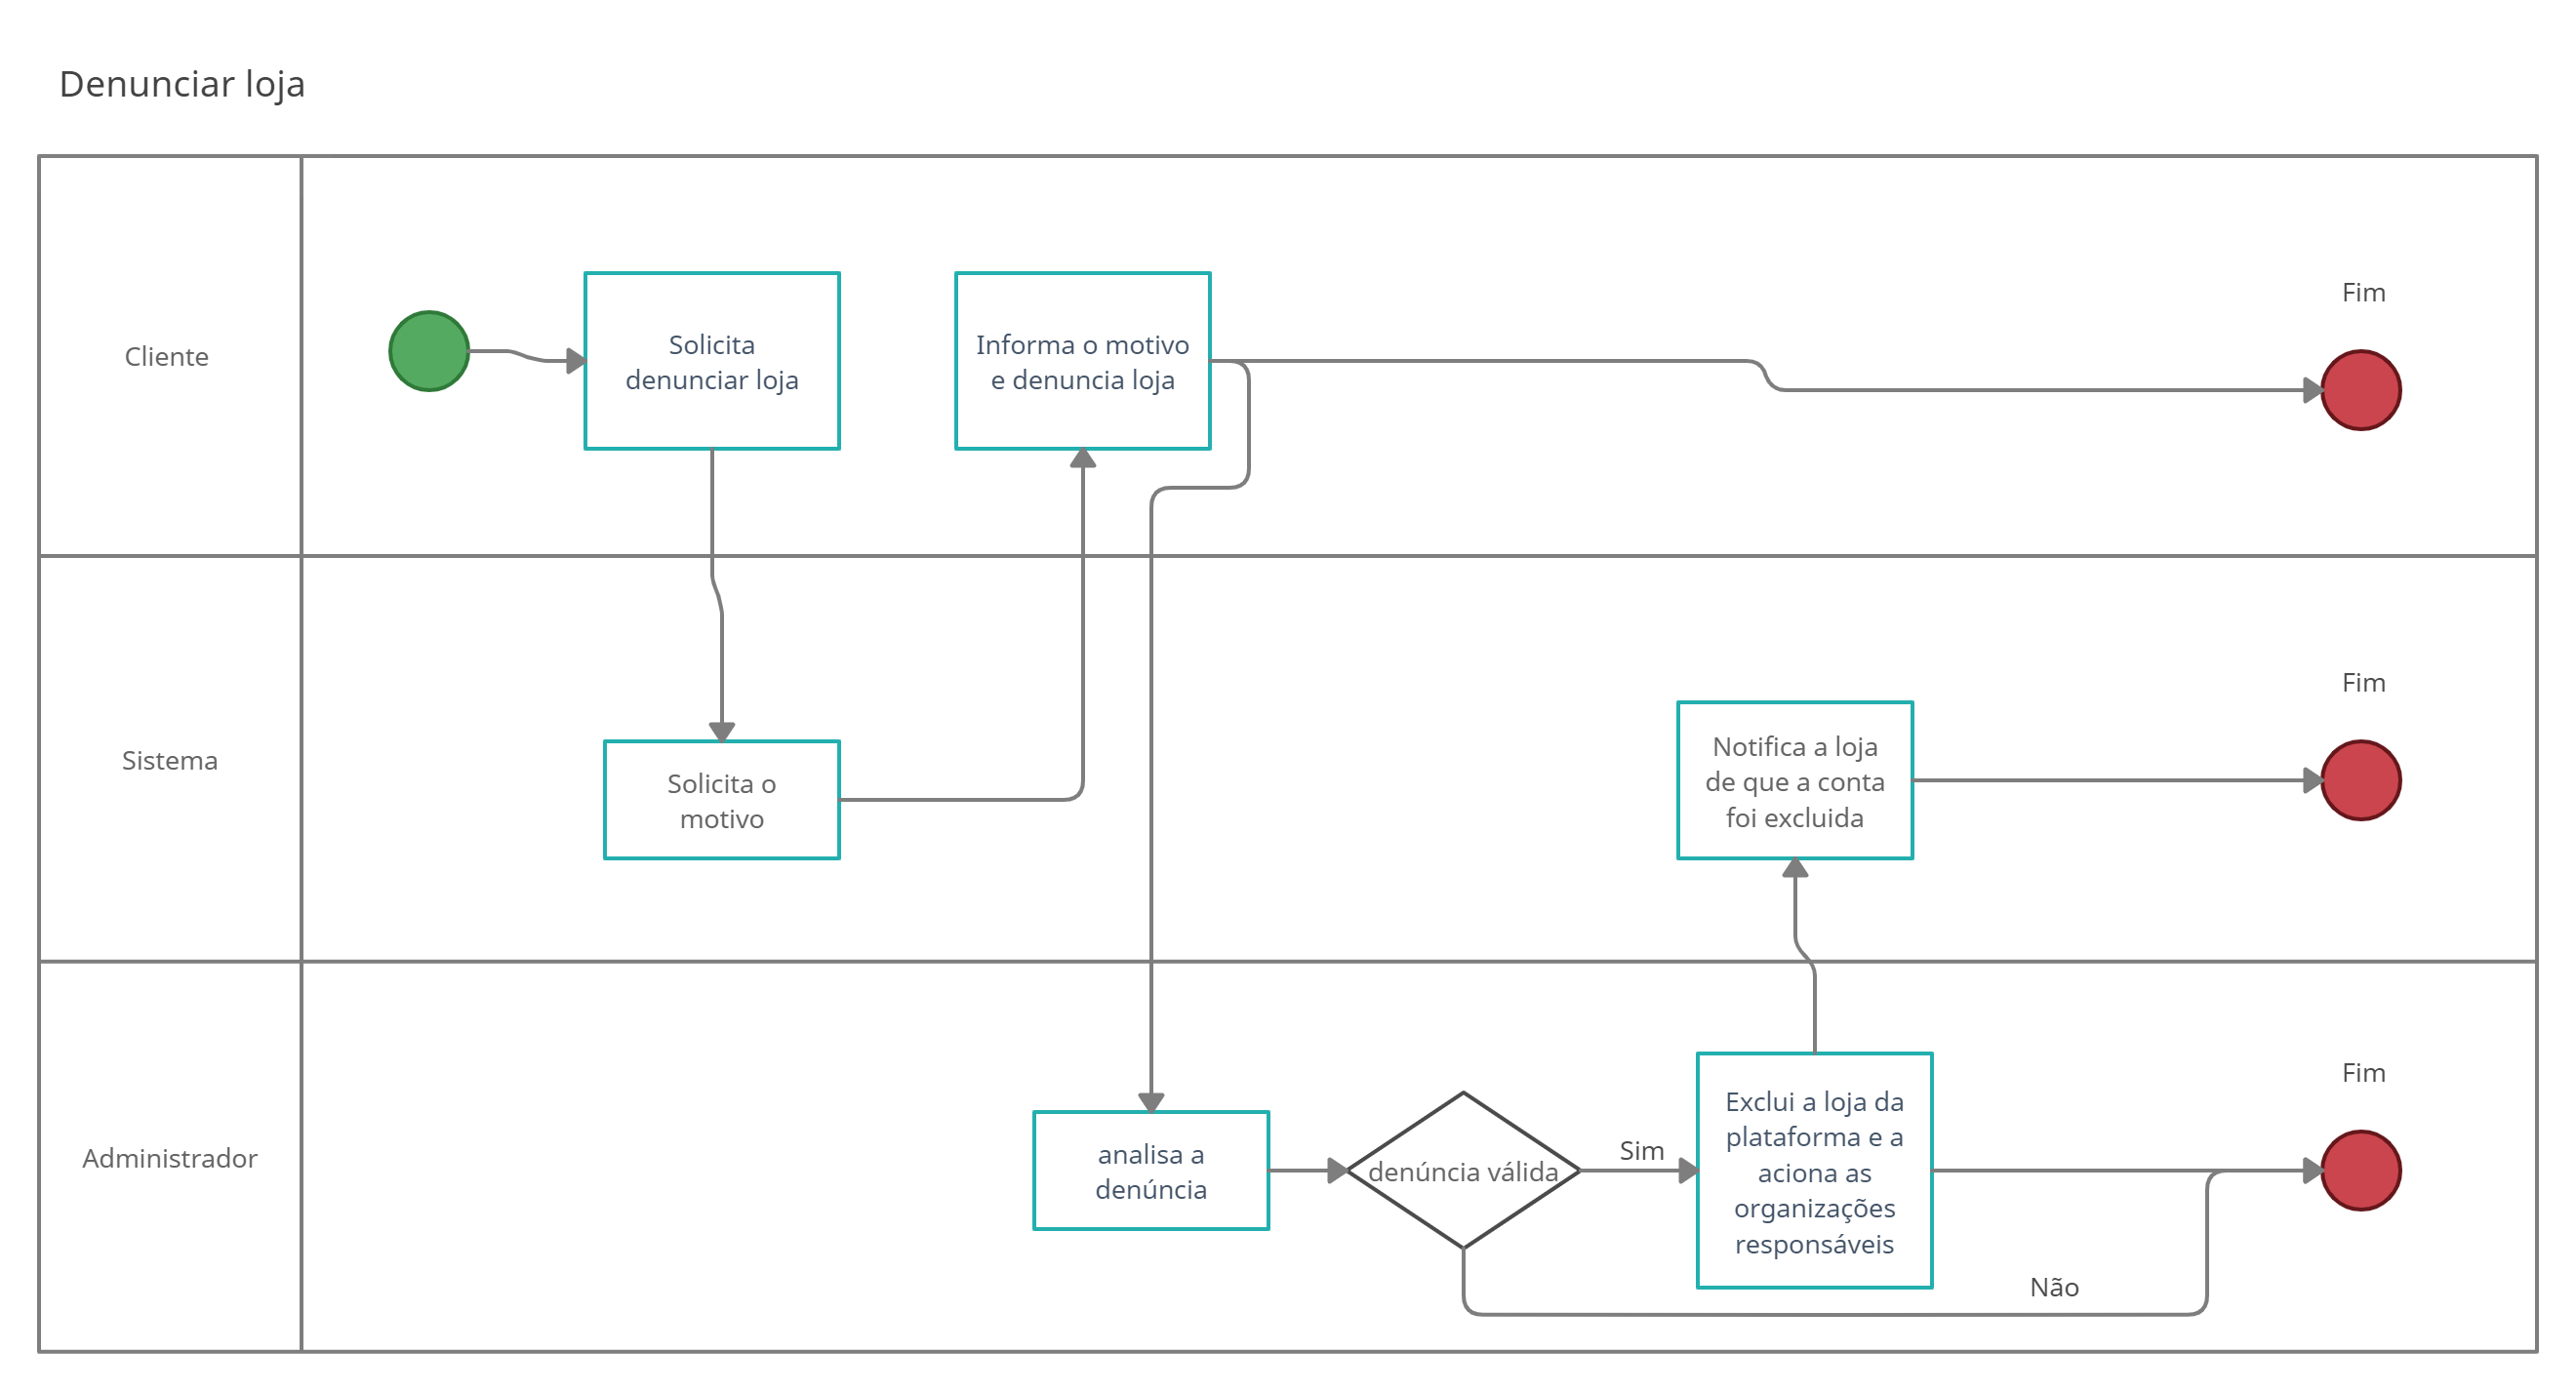 Denunciar loja
Cliente
Solicita
denunciar loja
Informa o motivo
e denuncia loja
Fim
Sistema
Solicita o
motivo
Notifica a loja
de que a conta
foi excluida
Fim
Administrador
analisa a
denúncia
denúncia válida
Sim
Exclui a loja da
plataforma e a
aciona as
organizações
responsáveis
Não
Fim